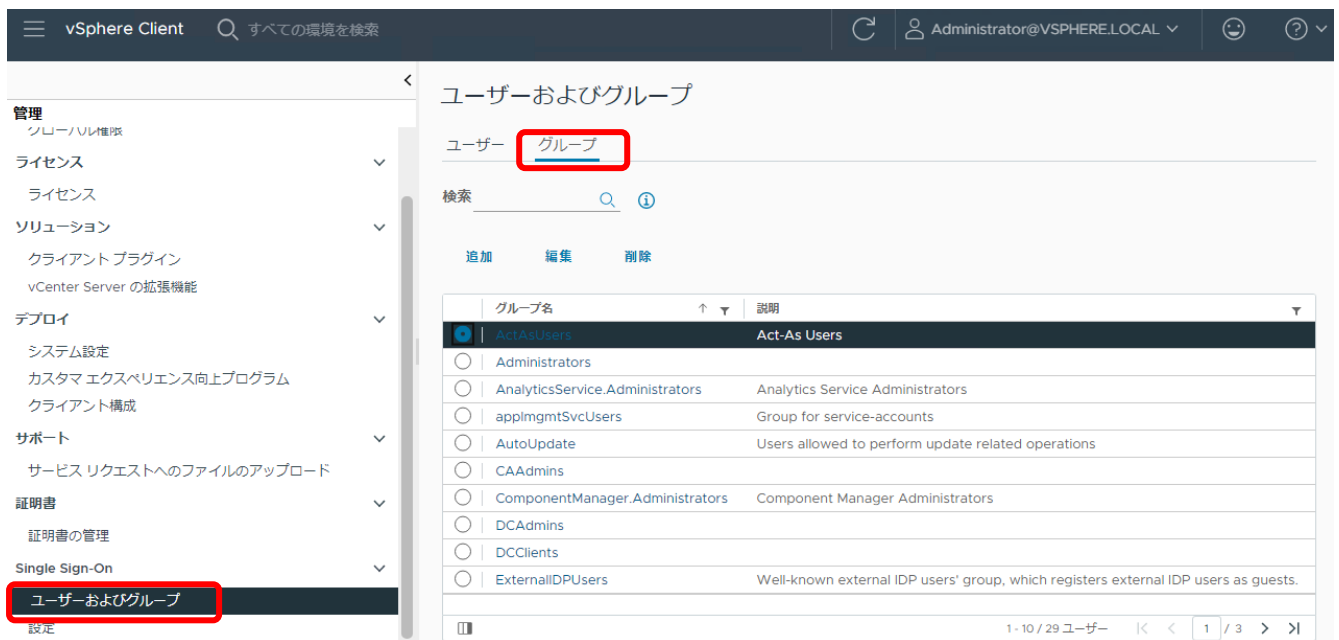 vSphere Client
すべての環境を検索
Administrator@VSPHERE.LOCAL
管理
グローバル権限
ライセンス
ライセンス
ソリューション
クライアント プラグイン
vCenter Server の拡張機能
デプロイ
システム設定
カスタマ エクスペリエンス向上プログラム
クライアント構成
サポート
サービス リクエストへのファイルのアップロード
証明書
証明書の管理
Single Sign-On
ユーザーおよびグループ
設定
ユーザーおよびグループ
ユーザー グループ
検索
追加 編集 削除
グループ名 説明
ActAsUsers Act-As Users
Administrators
AnalyticsService.Administrators Analytics Service Administrators
applmgmtSvcUsers Group for service-accounts
AutoUpdate Users allowed to perform update related operations
CAAdmins
ComponentManager.Administrators Component Manager Administrators
DCAdmins
DCClients
ExternalIDPUsers Well-known external IDP users' group, which registers external IDP users as guests.
1 - 10 / 29 ユーザー 1 / 3